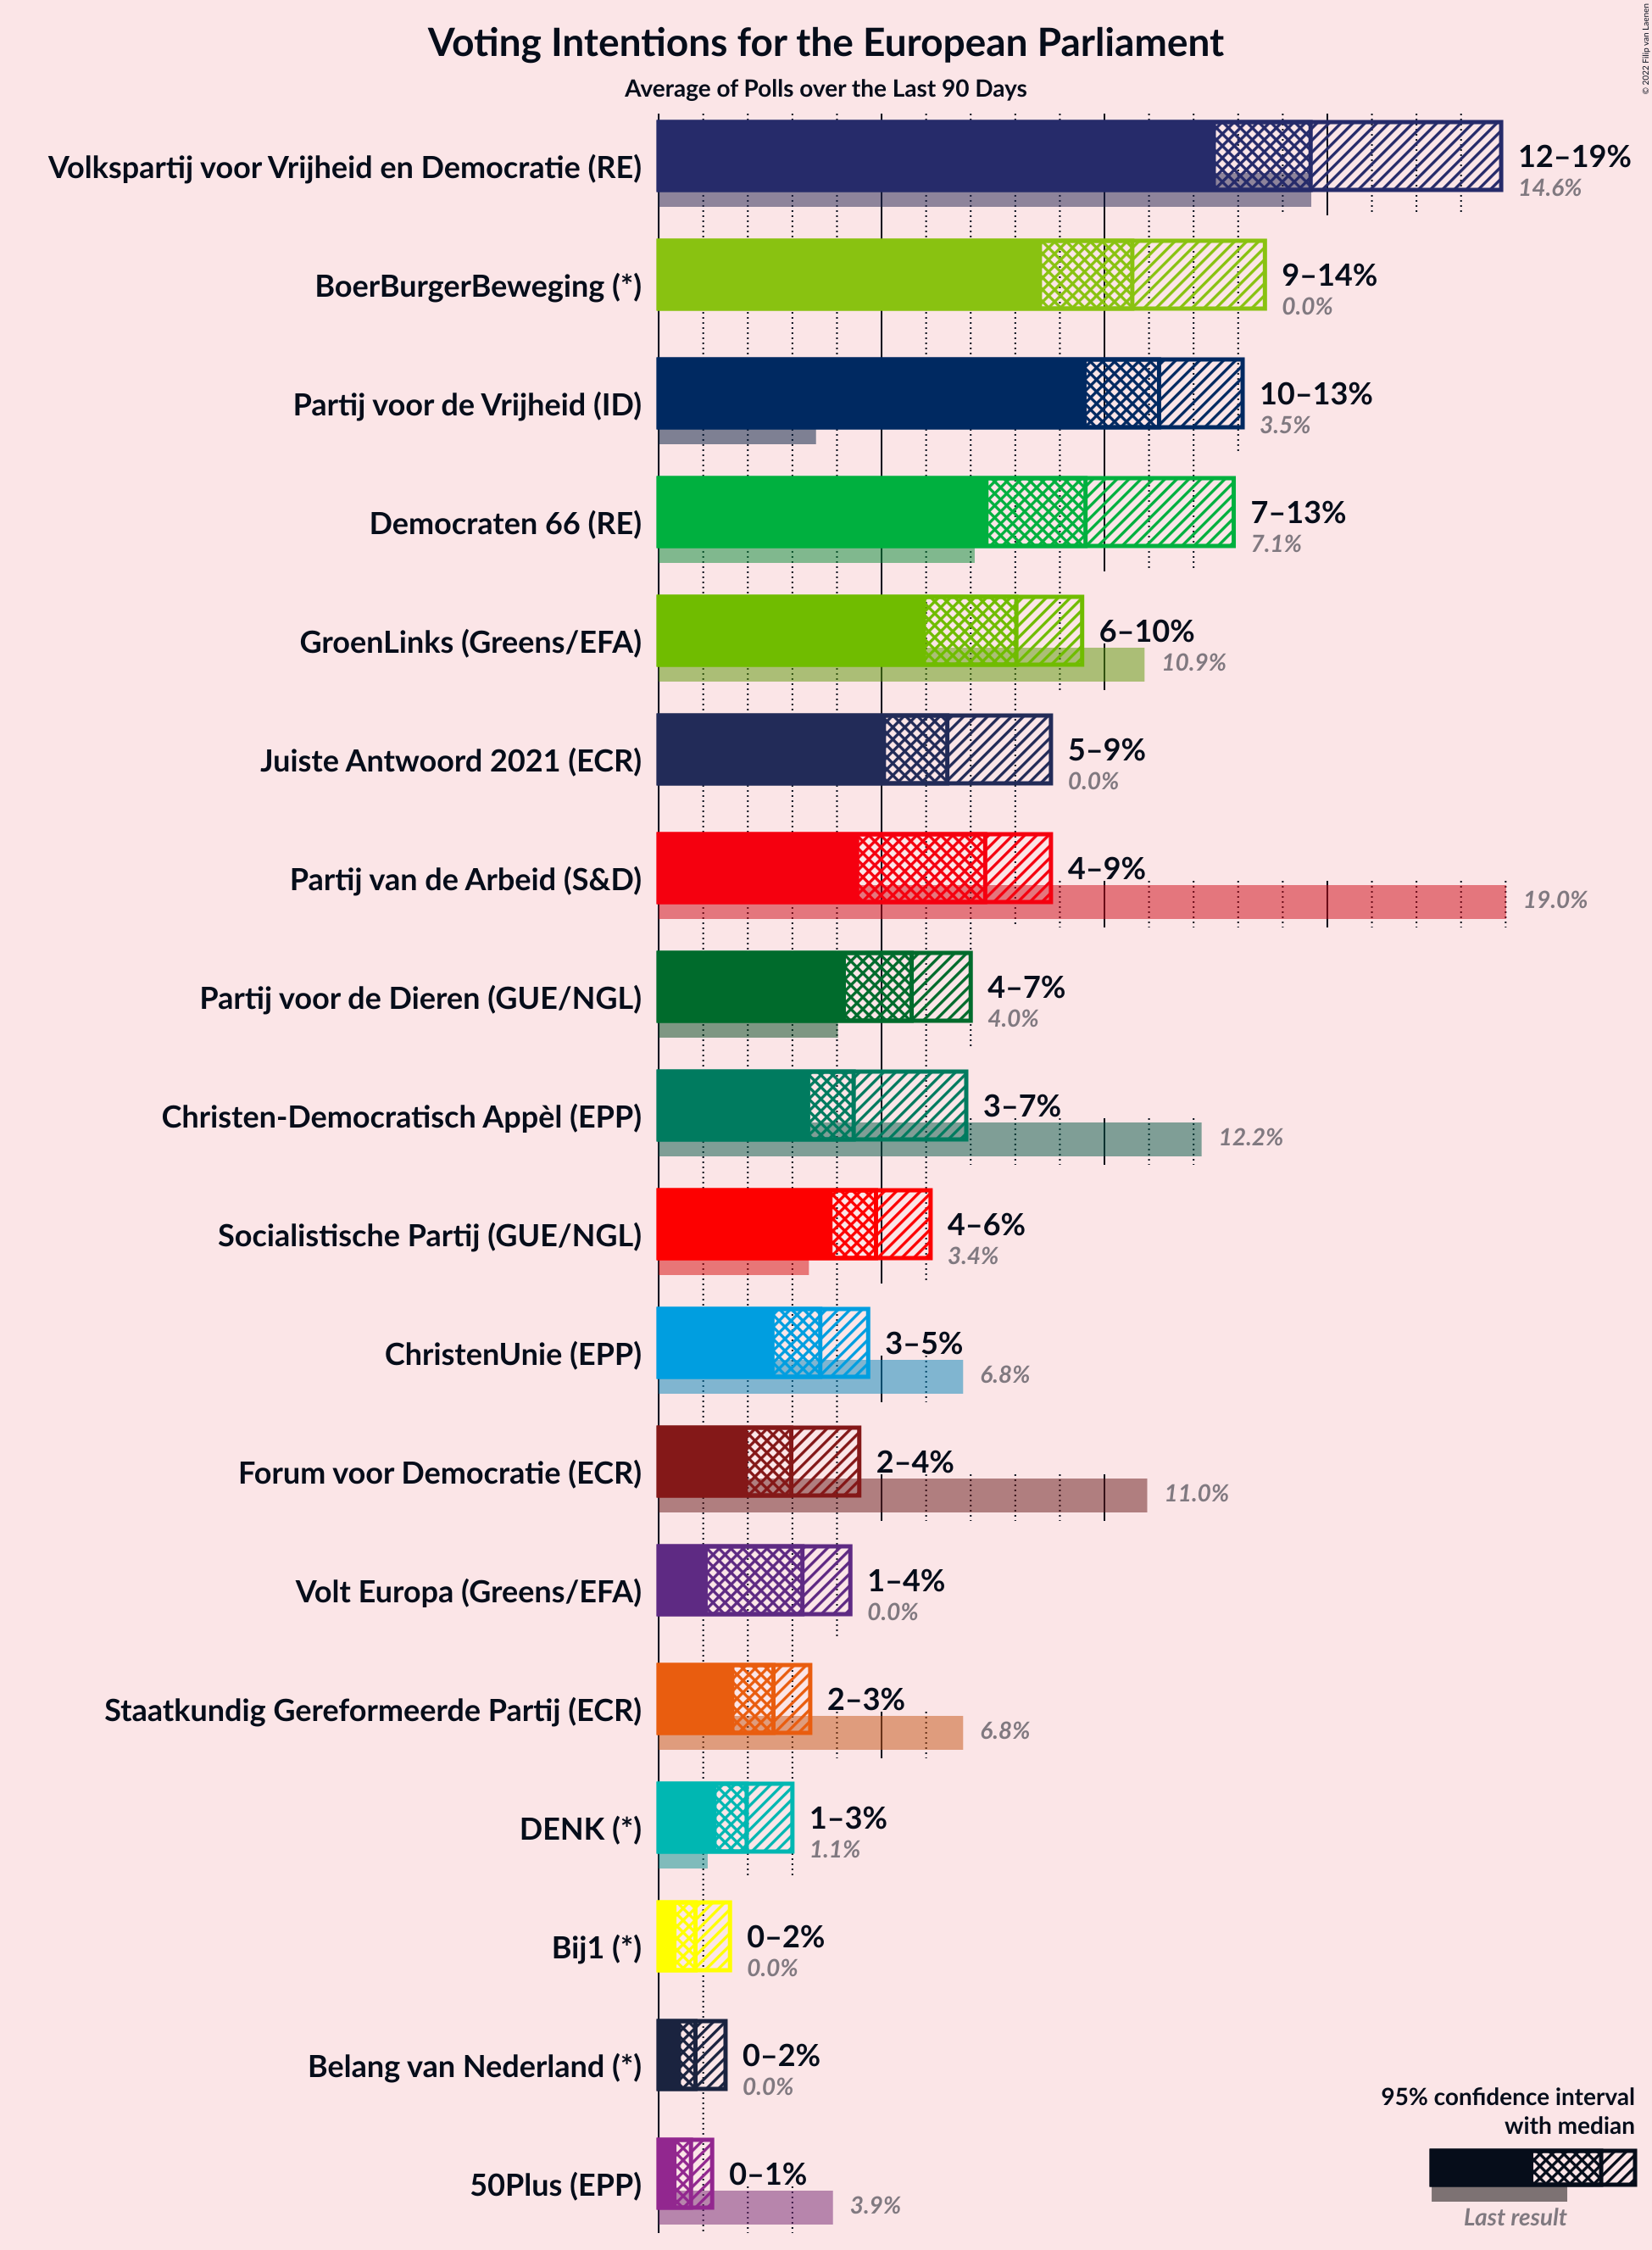 © 2022 Filip van Laenen
Voting Intentions for the European Parliament
Average of Polls over the Last 90 Days
Volkspartij voor Vrijheid en Democratie (RE)
12–19%
14.6%
BoerBurgerBeweging (*)
9–14%
0.0%
Partij voor de Vrijheid (ID)
10–13%
3.5%
Democraten 66 (RE)
7–13%
7.1%
GroenLinks (Greens/EFA)
6–10%
10.9%
Juiste Antwoord 2021 (ECR)
5–9%
0.0%
Partij van de Arbeid (S&D)
4–9%
19.0%
Partij voor de Dieren (GUE/NGL)
4–7%
4.0%
Christen-Democratisch Appèl (EPP)
3–7%
12.2%
Socialistische Partij (GUE/NGL)
4–6%
3.4%
ChristenUnie (EPP)
3–5%
6.8%
Forum voor Democratie (ECR)
2–4%
11.0%
Volt Europa (Greens/EFA)
1–4%
0.0%
Staatkundig Gereformeerde Partij (ECR)
2–3%
6.8%
DENK (*)
1–3%
1.1%
Bij1 (*)
0–2%
0.0%
Belang van Nederland (*)
0–2%
0.0%
50Plus (EPP)
0–1%
3.9%
95% confidence interval
with median
Last result